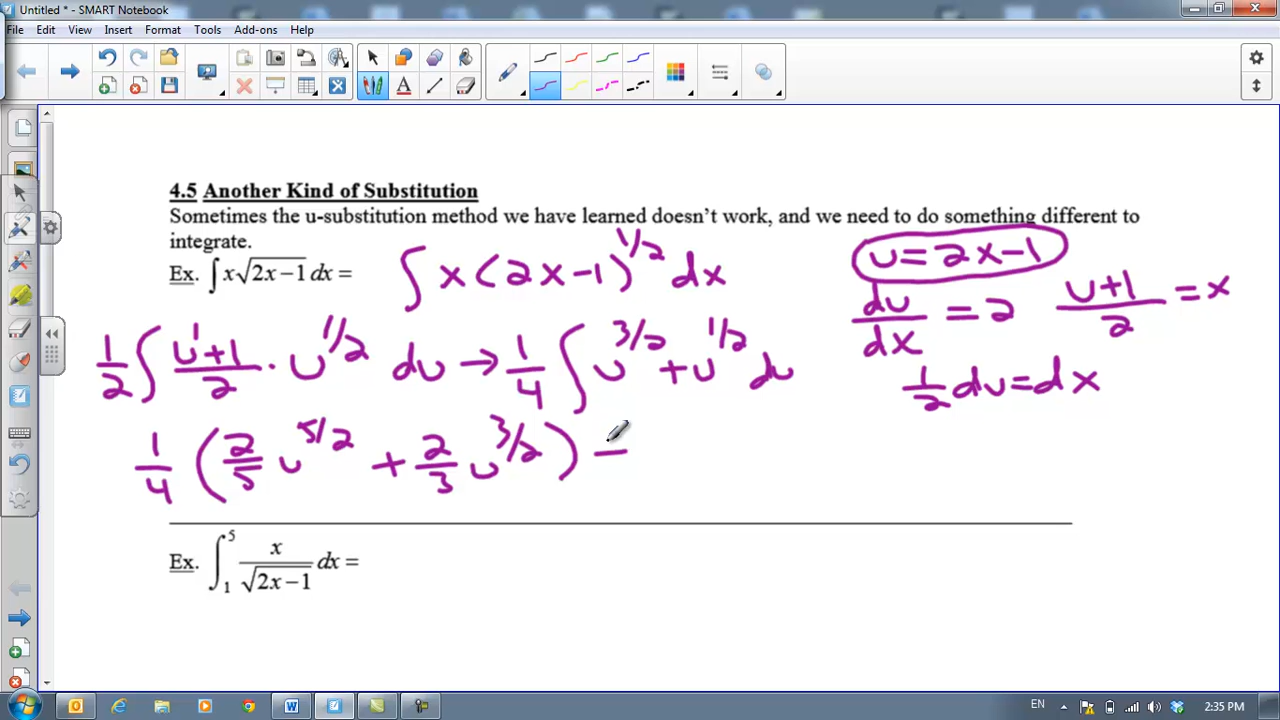 Untitled * - SMART Notebook
File Edit View Insert Format Tools Add-ons Help
4.5 Another Kind of Substitution
Sometimes the u-substitution method we have learned doesn't work, and we need to do something different to
integrate.
Ex. ∫x√(2x−1) dx = ∫ x(2x−1)^1/2 dx
u=2x−1
du/dx = 2
(u+1)/2 = x
1/2 du = dx
1/2 ∫ (u^1+1)/2 · u^1/2 du → 1/4 ∫ u^3/2 + u^1/2 du
1/4 (2/5 u^5/2 + 2/3 u^3/2) −
Ex. ∫_1^5 x/√(2x−1) dx =
EN 2:35 PM